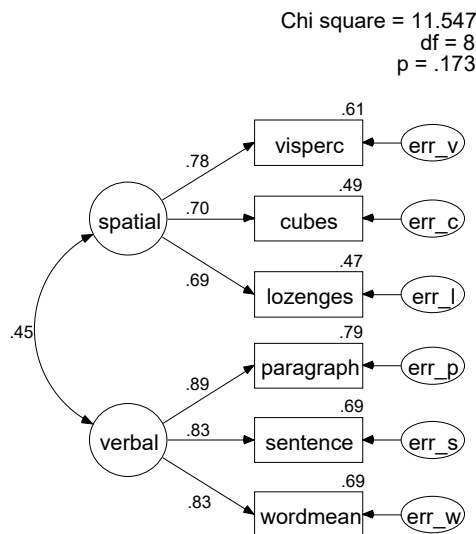 Chi square = 11.547
df = 8
p = .173
.61
visperc
err_v
.78
.49
spatial
.70
cubes
err_c
.69
.47
lozenges
err_l
.45
.79
paragraph
err_p
.89
.69
verbal
.83
sentence
err_s
.83
.69
wordmean
err_w